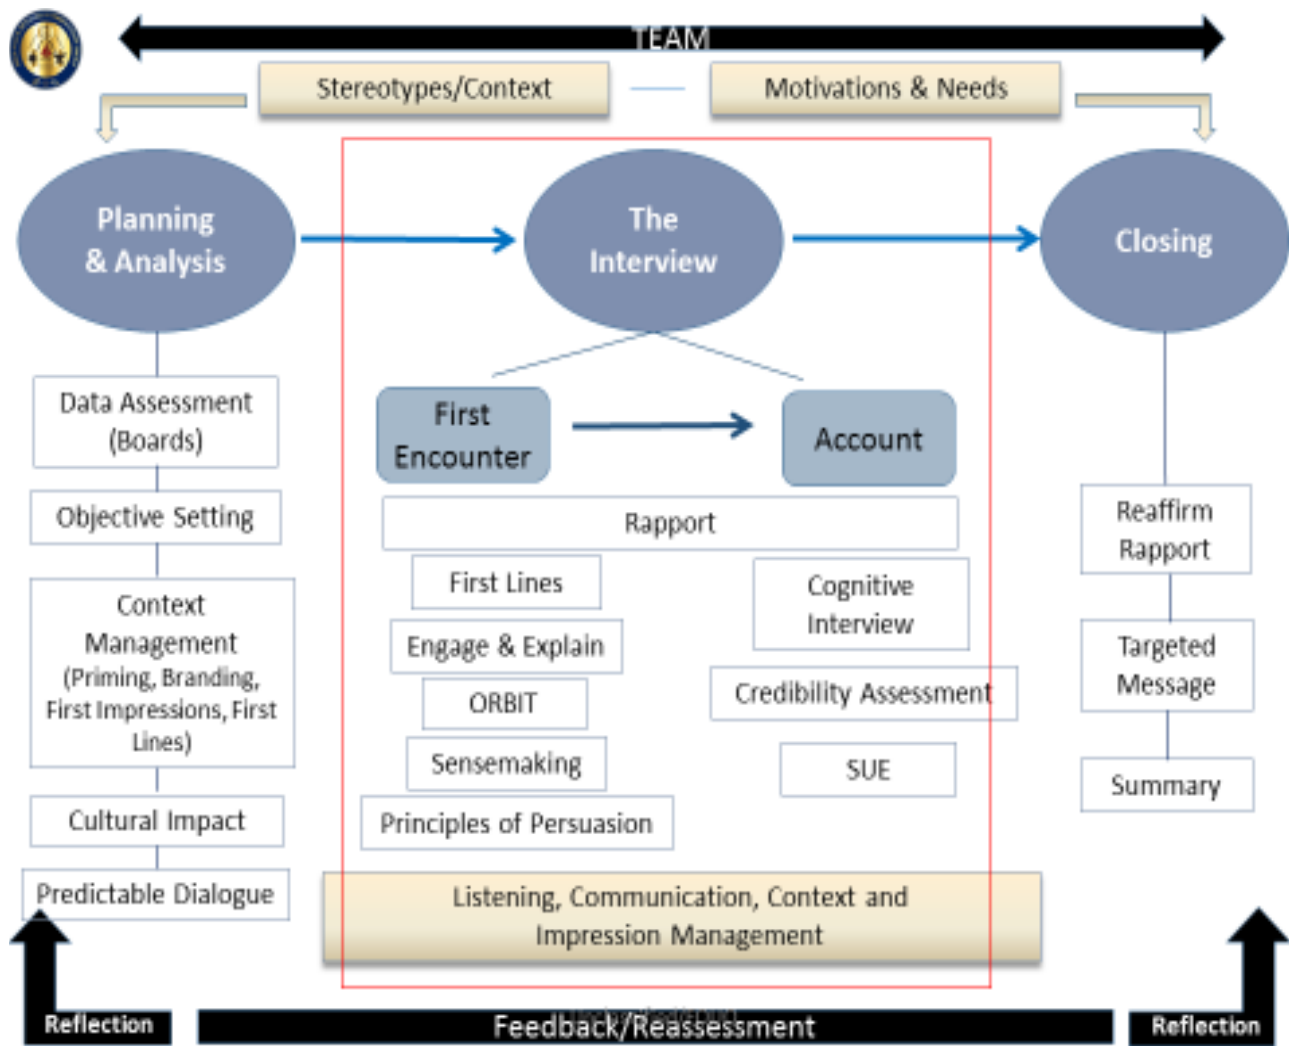 TEAM
Stereotypes/Context
Motivations & Needs
Planning
& Analysis
The
Interview
Closing
Data Assessment
(Boards)
Objective Setting
Context
Management
(Priming, Branding,
First Impressions, First
Lines)
Cultural Impact
Predictable Dialogue
First
Encounter
Account
Rapport
First Lines
Engage & Explain
ORBIT
Sensemaking
Principles of Persuasion
Cognitive
Interview
Credibility Assessment
SUE
Reaffirm
Rapport
Targeted
Message
Summary
Listening, Communication, Context and
Impression Management
Reflection
Feedback/Reassessment
Reflection